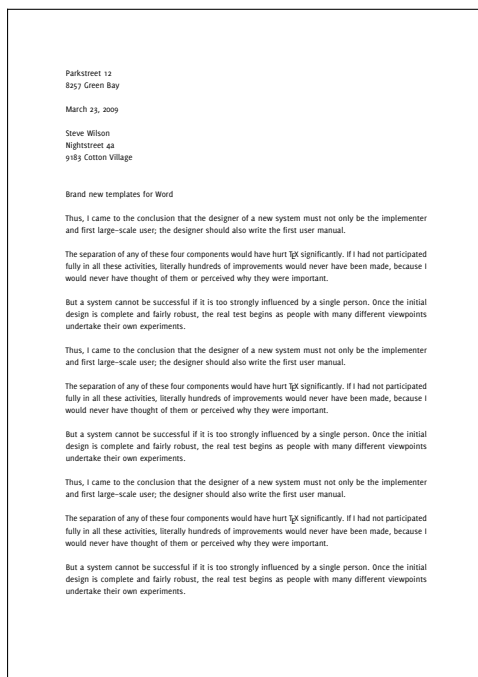 Parkstreet 12
8257 Green Bay
March 23, 2009
Steve Wilson
Nightstreet 4a
9183 Cotton Village
Brand new templates for Word
Thus, I came to the conclusion that the designer of a new system must not only be the implementer
and first large-scale user; the designer should also write the first user manual.
The separation of any of these four components would have hurt TEX significantly. If I had not participated
fully in all these activities, literally hundreds of improvements would never have been made, because I
would never have thought of them or perceived why they were important.
But a system cannot be successful if it is too strongly influenced by a single person. Once the initial
design is complete and fairly robust, the real test begins as people with many different viewpoints
undertake their own experiments.
Thus, I came to the conclusion that the designer of a new system must not only be the implementer
and first large-scale user; the designer should also write the first user manual.
The separation of any of these four components would have hurt TEX significantly. If I had not participated
fully in all these activities, literally hundreds of improvements would never have been made, because I
would never have thought of them or perceived why they were important.
But a system cannot be successful if it is too strongly influenced by a single person. Once the initial
design is complete and fairly robust, the real test begins as people with many different viewpoints
undertake their own experiments.
Thus, I came to the conclusion that the designer of a new system must not only be the implementer
and first large-scale user; the designer should also write the first user manual.
The separation of any of these four components would have hurt TEX significantly. If I had not participated
fully in all these activities, literally hundreds of improvements would never have been made, because I
would never have thought of them or perceived why they were important.
But a system cannot be successful if it is too strongly influenced by a single person. Once the initial
design is complete and fairly robust, the real test begins as people with many different viewpoints
undertake their own experiments.